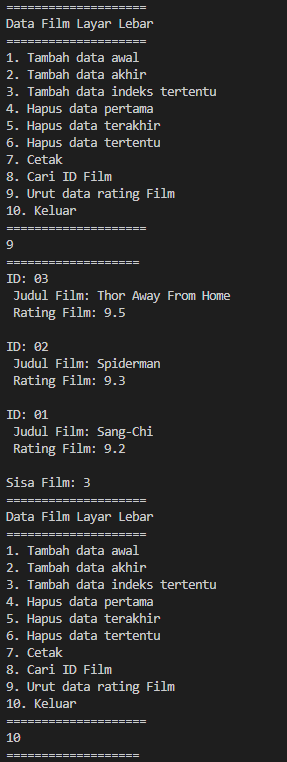 ====================
Data Film Layar Lebar
====================
1. Tambah data awal
2. Tambah data akhir
3. Tambah data indeks tertentu
4. Hapus data pertama
5. Hapus data terakhir
6. Hapus data tertentu
7. Cetak
8. Cari ID Film
9. Urut data rating Film
10. Keluar
====================
9
===================
ID: 03
 Judul Film: Thor Away From Home
 Rating Film: 9.5

ID: 02
 Judul Film: Spiderman
 Rating Film: 9.3

ID: 01
 Judul Film: Sang-Chi
 Rating Film: 9.2

Sisa Film: 3
====================
Data Film Layar Lebar
====================
1. Tambah data awal
2. Tambah data akhir
3. Tambah data indeks tertentu
4. Hapus data pertama
5. Hapus data terakhir
6. Hapus data tertentu
7. Cetak
8. Cari ID Film
9. Urut data rating Film
10. Keluar
====================
10
===================